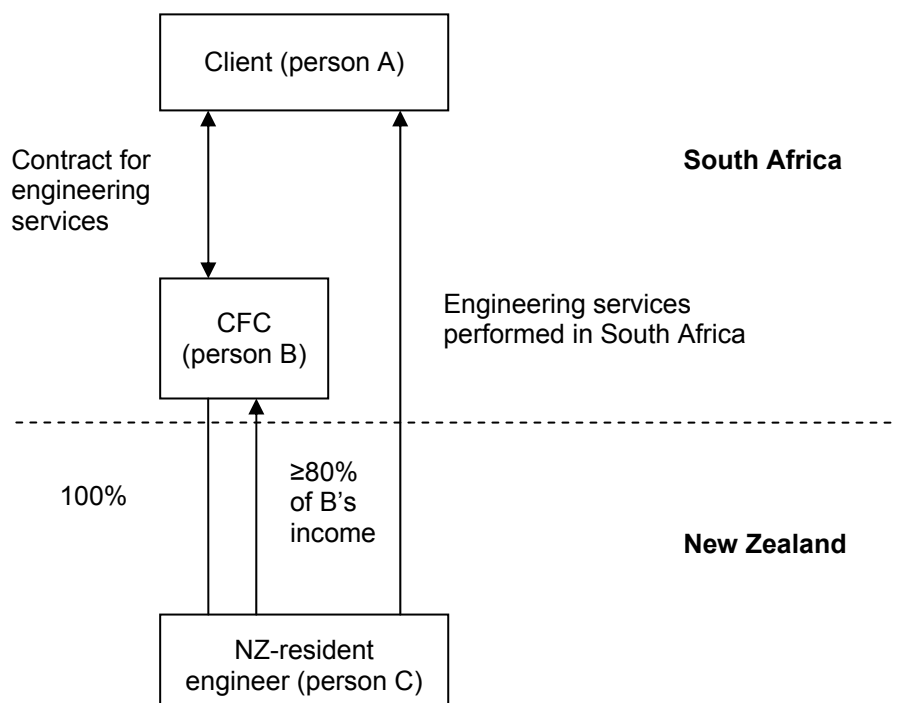 Client (person A)
Contract for
engineering
services
South Africa
CFC
(person B)
Engineering services
performed in South Africa
100%
≥80%
of B's
income
New Zealand
NZ-resident
engineer (person C)